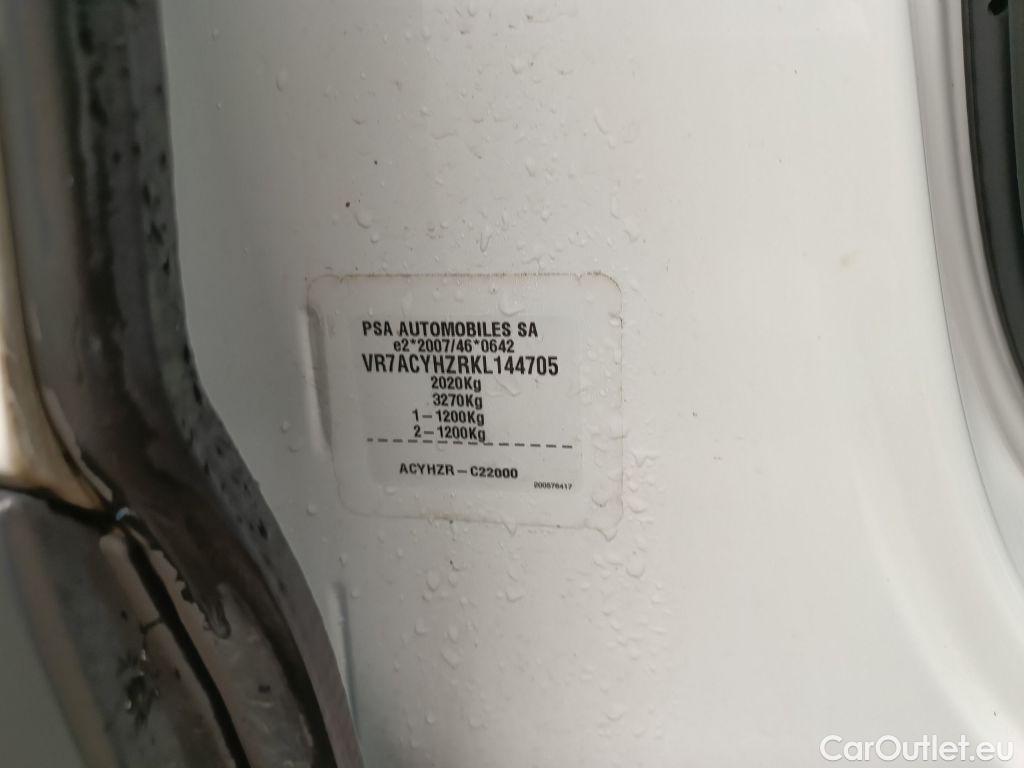 PSA AUTOMOBILES SA
e2*2007/46*0642
VR7ACYHZRKL144705
2020Kg
3270Kg
1-1200Kg
2-1200Kg
ACYHZR-C22000
200576417
CarOutlet.eu